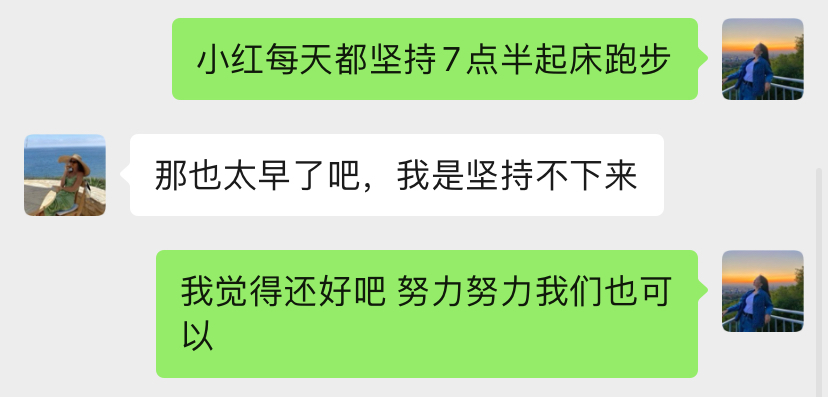 小红每天都坚持7点半起床跑步
那也太早了吧，我是坚持不下来
我觉得还好吧 努力努力我们也可
以